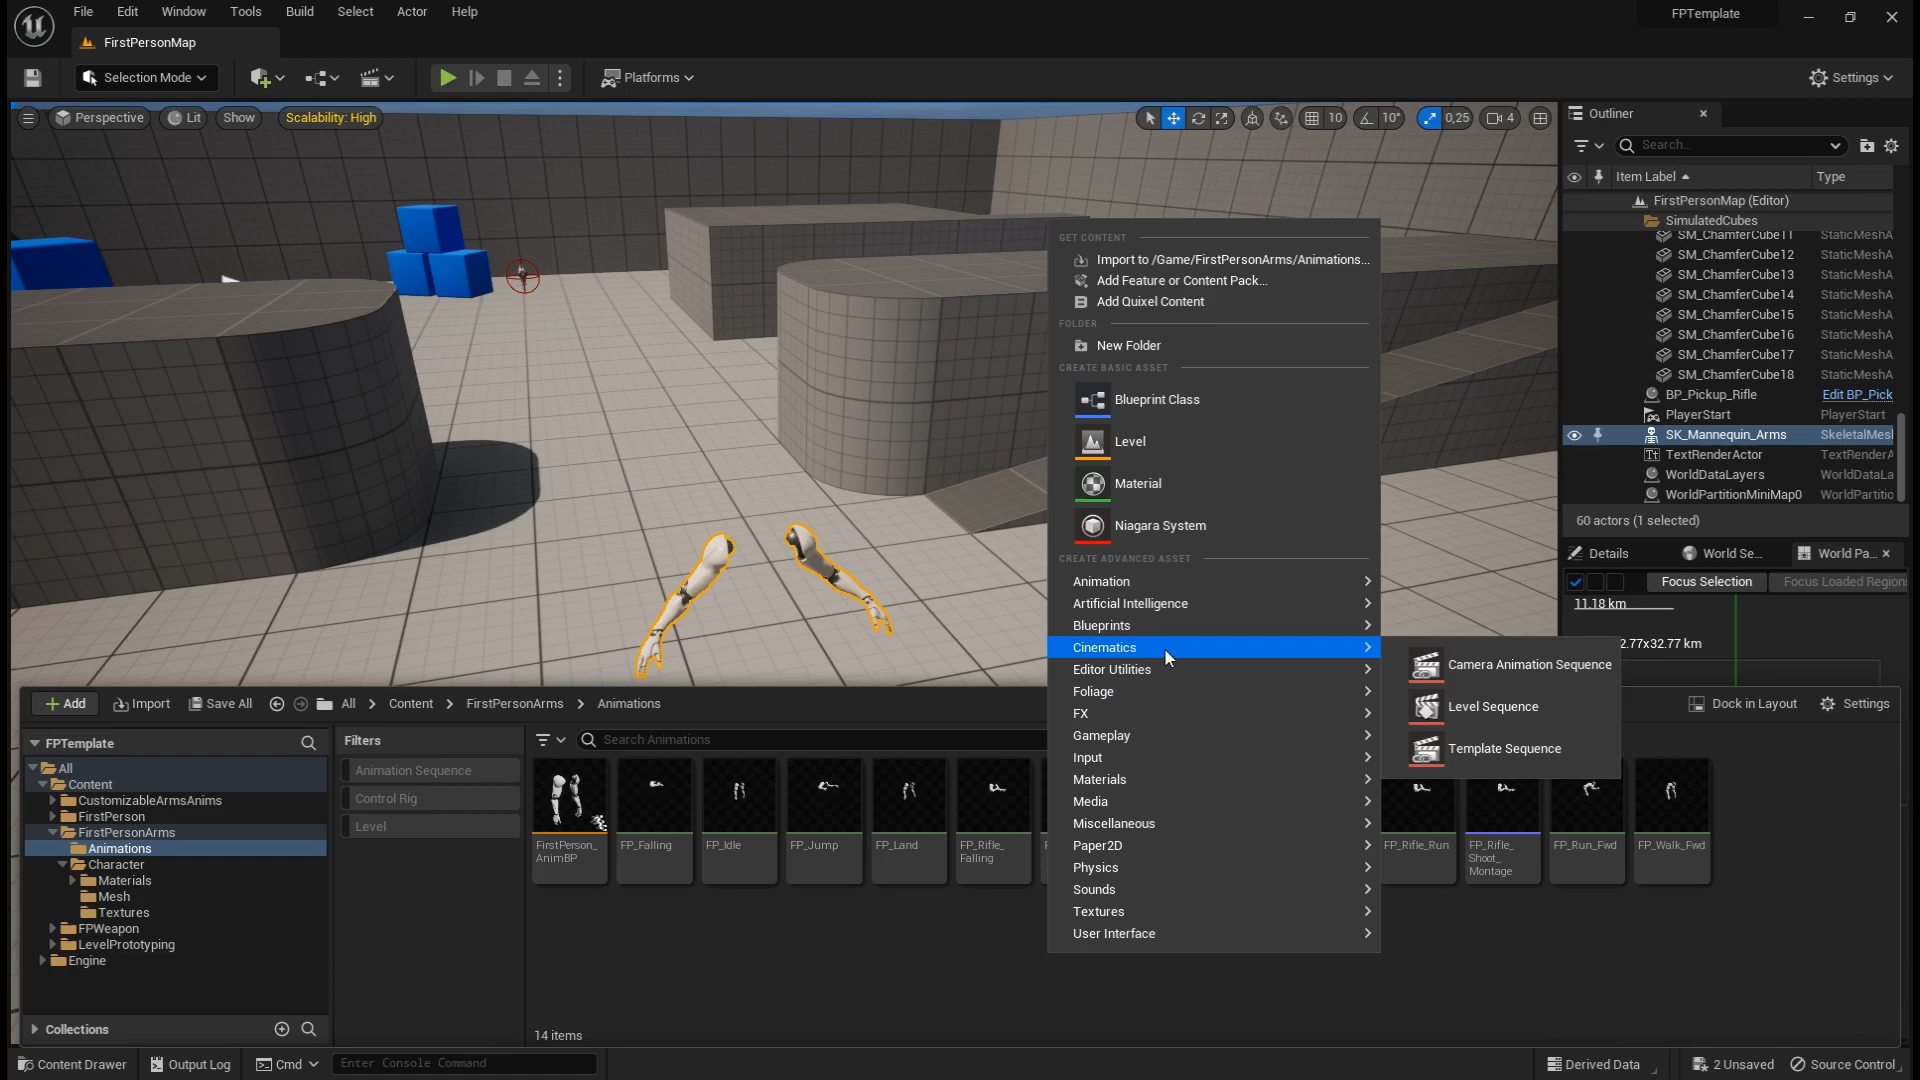 File Edit Window Tools Build Select Actor Help
FPTemplate
FirstPersonMap
Selection Mode
Platforms
Settings
Perspective
Lit
Show
Scalability: High
10
10°
0,25
4
Outliner
Search...
Item Label
Type
FirstPersonMap (Editor)
SimulatedCubes
SM_ChamferCube11 StaticMeshA
SM_ChamferCube12 StaticMeshA
SM_ChamferCube13 StaticMeshA
SM_ChamferCube14 StaticMeshA
SM_ChamferCube15 StaticMeshA
SM_ChamferCube16 StaticMeshA
SM_ChamferCube17 StaticMeshA
SM_ChamferCube18 StaticMeshA
BP_Pickup_Rifle Edit BP_Pick
PlayerStart PlayerStart
SK_Mannequin_Arms SkeletalMesl
TextRenderActor TextRenderA
WorldDataLayers WorldDataLa
WorldPartitionMiniMap0 WorldPartitio
60 actors (1 selected)
Details
World Se...
World Pa...
Focus Selection
Focus Loaded Region
11.18 km
2.77x32.77 km
GET CONTENT
Import to /Game/FirstPersonArms/Animations...
Add Feature or Content Pack...
Add Quixel Content
FOLDER
New Folder
CREATE BASIC ASSET
Blueprint Class
Level
Material
Niagara System
CREATE ADVANCED ASSET
Animation
Artificial Intelligence
Blueprints
Cinematics
Editor Utilities
Foliage
FX
Gameplay
Input
Materials
Media
Miscellaneous
Paper2D
Physics
Sounds
Textures
User Interface
Camera Animation Sequence
Level Sequence
Template Sequence
Add
Import
Save All
All
Content
FirstPersonArms
Animations
Dock in Layout
Settings
FPTemplate
All
Content
CustomizableArmsAnims
FirstPerson
FirstPersonArms
Animations
Character
Materials
Mesh
Textures
FPWeapon
LevelPrototyping
Engine
Collections
Filters
Animation Sequence
Control Rig
Level
Search Animations
FirstPerson_
AnimBP
FP_Falling
FP_Idle
FP_Jump
FP_Land
FP_Rifle_
Falling
FP_Rifle_Run
FP_Rifle_
Shoot_
Montage
FP_Run_Fwd
FP_Walk_Fwd
14 items
Content Drawer
Output Log
Cmd
Enter Console Command
Derived Data
2 Unsaved
Source Control